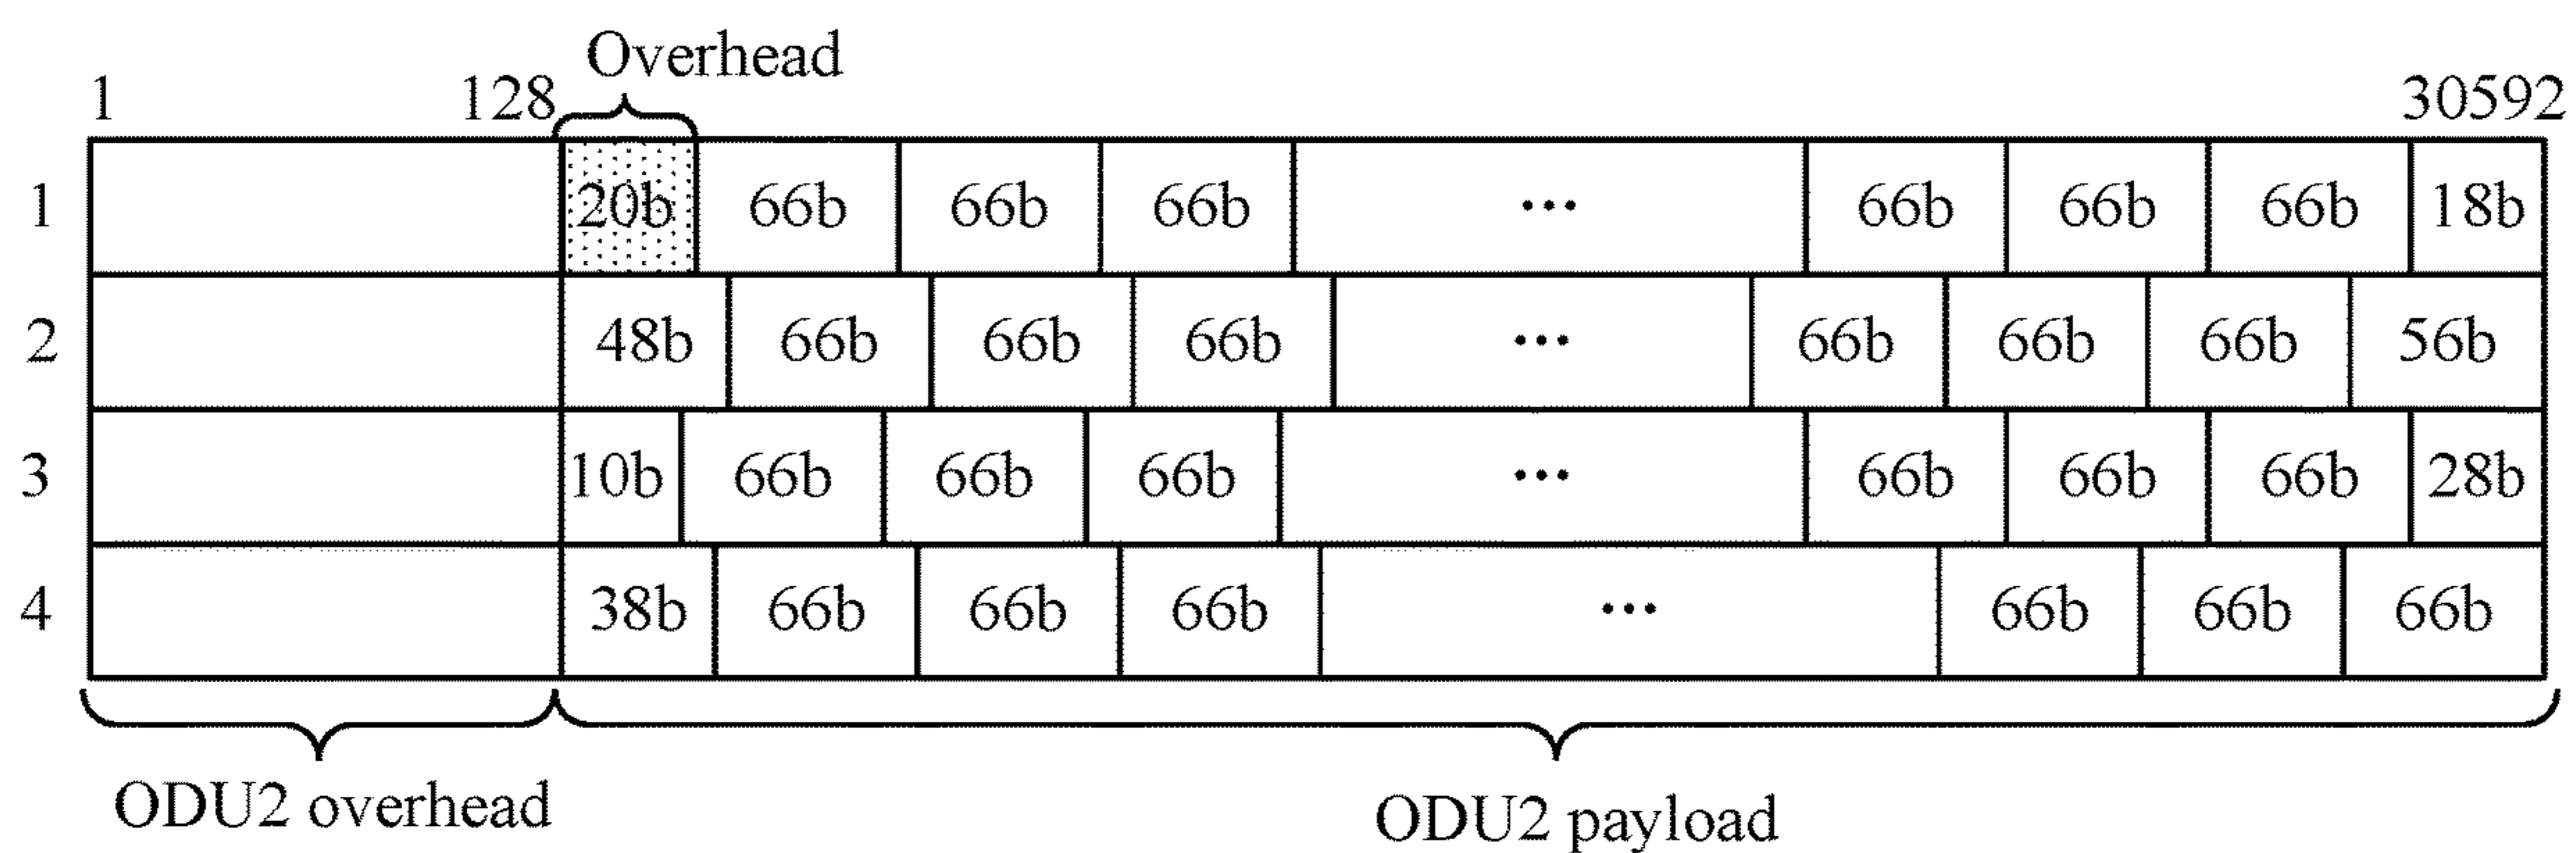 Overhead
1 128 30592
1 20b 66b 66b 66b ... 66b 66b 66b 18b
2 48b 66b 66b 66b ... 66b 66b 66b 56b
3 10b 66b 66b 66b ... 66b 66b 66b 28b
4 38b 66b 66b 66b ... 66b 66b 66b
ODU2 overhead ODU2 payload